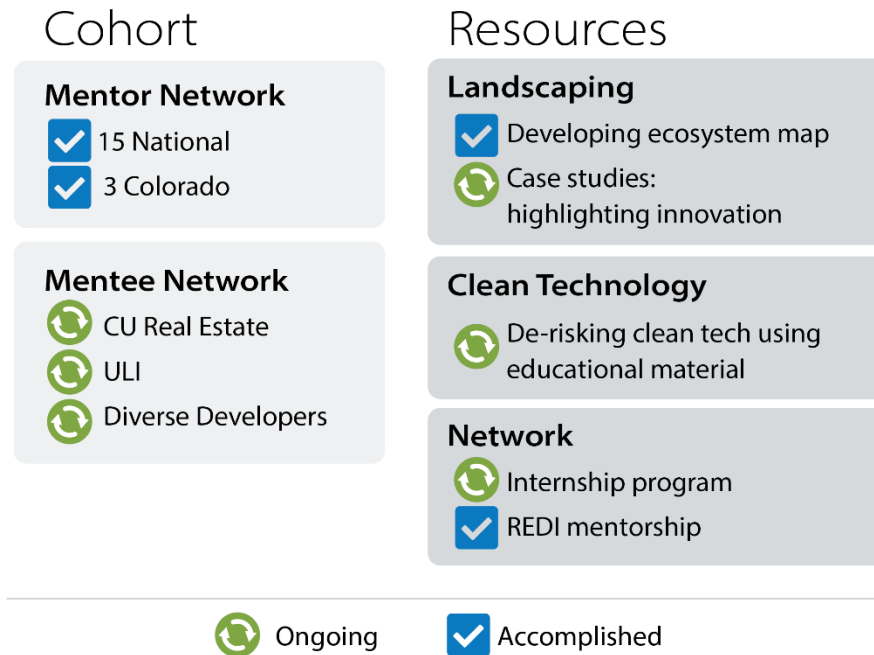 Cohort
Mentor Network
15 National
3 Colorado
Mentee Network
CU Real Estate
ULI
Diverse Developers
Resources
Landscaping
Developing ecosystem map
Case studies:
highlighting innovation
Clean Technology
De-risking clean tech using
educational material
Network
Internship program
REDI mentorship
Ongoing
Accomplished